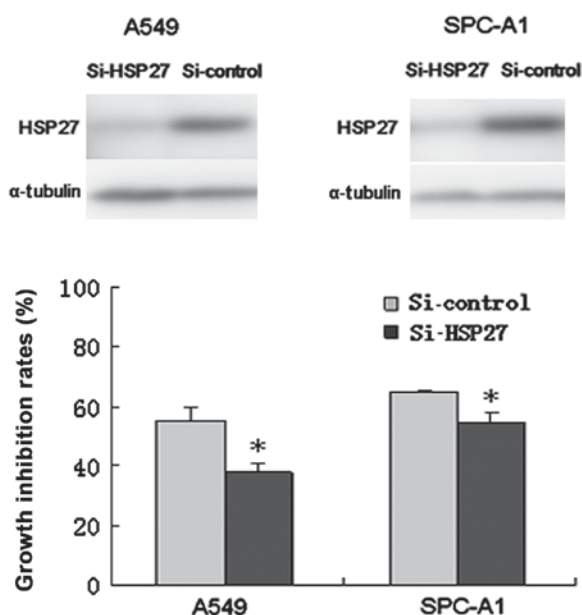 A549
SPC-A1
Si-HSP27 Si-control
Si-HSP27 Si-control
HSP27
HSP27
α-tubulin
α-tubulin
Growth inhibition rates (%)
100
80
60
40
20
0
Si-control
Si-HSP27
*
*
A549
SPC-A1